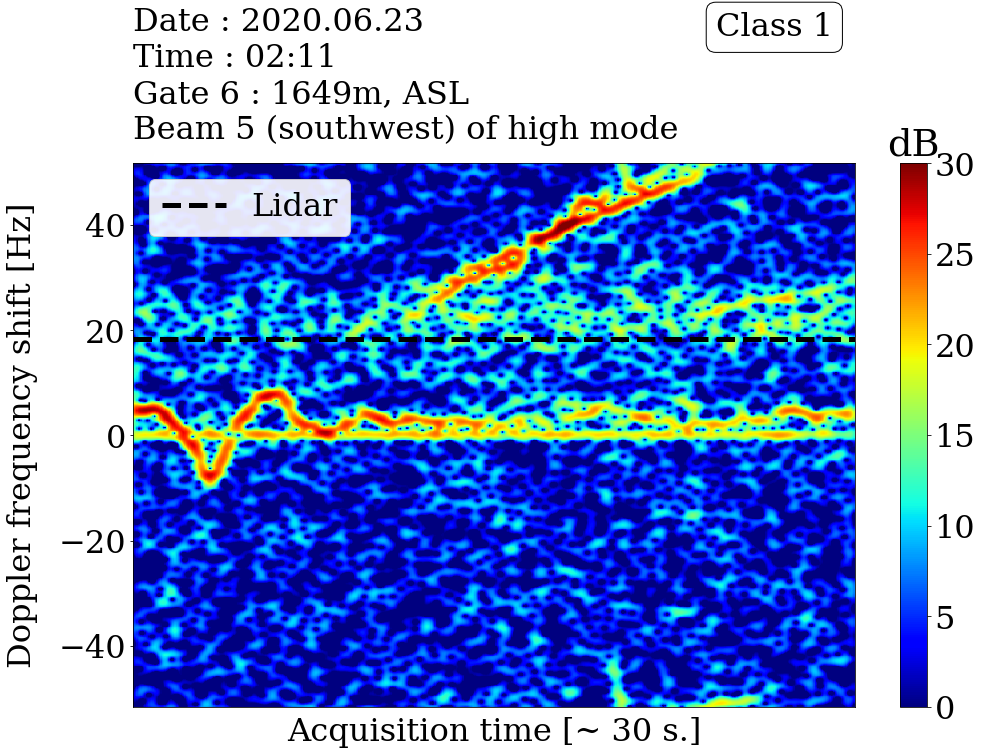 Date : 2020.06.23
Time : 02:11
Gate 6 : 1649m, ASL
Beam 5 (southwest) of high mode
Class 1
dB
Lidar
Doppler frequency shift [Hz]
40
20
0
−20
−40
30
25
20
15
10
5
0
Acquisition time [~ 30 s.]